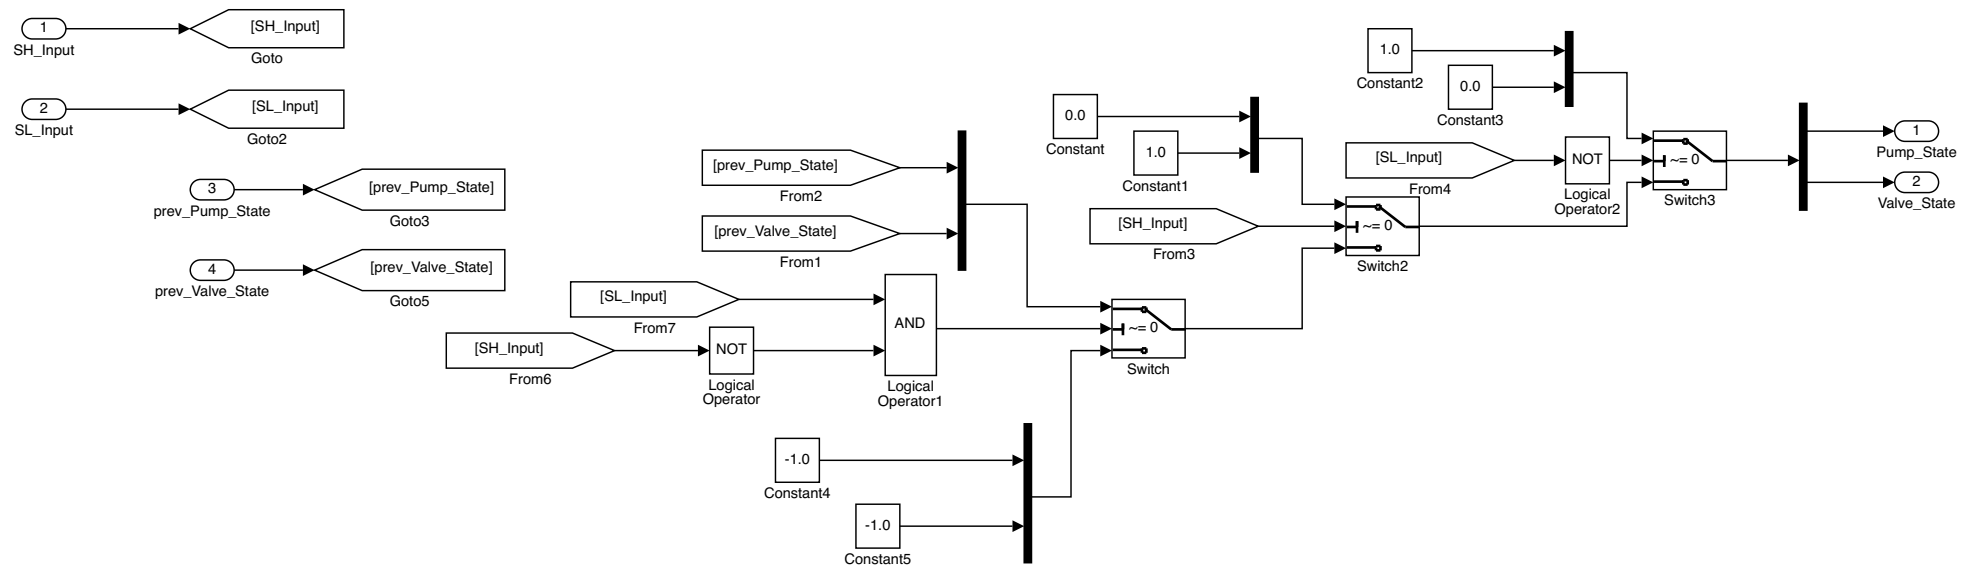 1
SH_Input
[SH_Input]
Goto
2
SL_Input
[SL_Input]
Goto2
3
prev_Pump_State
[prev_Pump_State]
Goto3
4
prev_Valve_State
[prev_Valve_State]
Goto5
[prev_Pump_State]
From2
[prev_Valve_State]
From1
[SL_Input]
From7
[SH_Input]
From6
NOT
Logical
Operator
AND
Logical
Operator1
-1.0
Constant4
-1.0
Constant5
~= 0
Switch
0.0
Constant
1.0
Constant1
[SH_Input]
From3
~= 0
Switch2
1.0
Constant2
0.0
Constant3
[SL_Input]
From4
NOT
Logical
Operator2
~= 0
Switch3
1
Pump_State
2
Valve_State